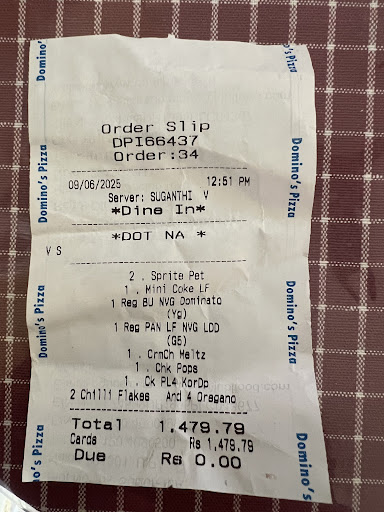 Order Slip
DPI66437
Order:34
09/06/2025 12:51 PM
Server: SUGANTHI V
*Dine In*
*DOT NA *
V S
2 . Sprite Pet
1 . Mini Coke LF
1 Reg BU NVG Dominato
(Yg)
1 Reg PAN LF NVG LDD
(G5)
1 . CrmCh Meltz
1 . Chk Pops
1 . Ck PL4 KorDp
2 Chilli Flakes And 4 Oregano
Total 1,479.79
Cards Rs 1,479.79
Due Rs 0.00
Domino's Pizza
Domino's Pizza
Domino's Pizza
Domino's Pizza
Domino's Pizza
Domino's Pizza